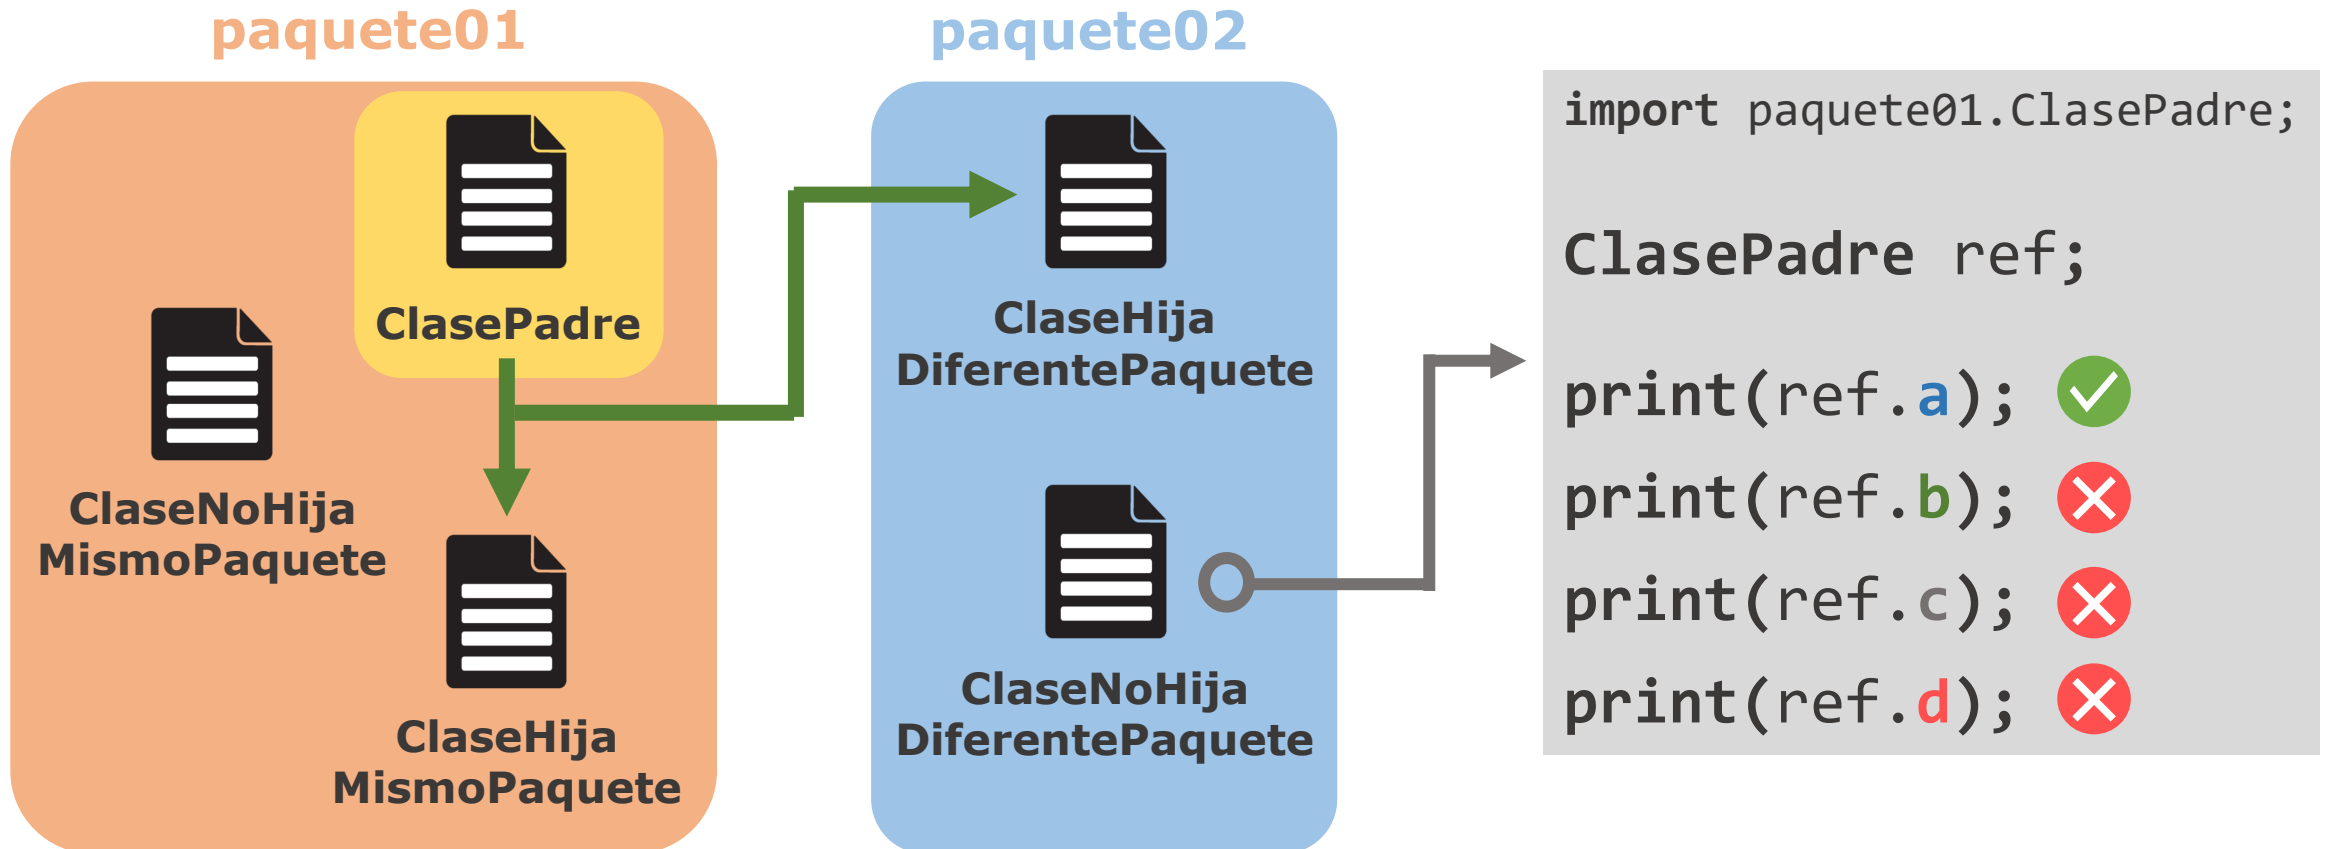 paquete01
ClasePadre
ClaseNoHija
MismoPaquete
ClaseHija
MismoPaquete
paquete02
ClaseHija
DiferentePaquete
ClaseNoHija
DiferentePaquete
import paquete01.ClasePadre;
ClasePadre ref;
print(ref.a);
print(ref.b);
print(ref.c);
print(ref.d);